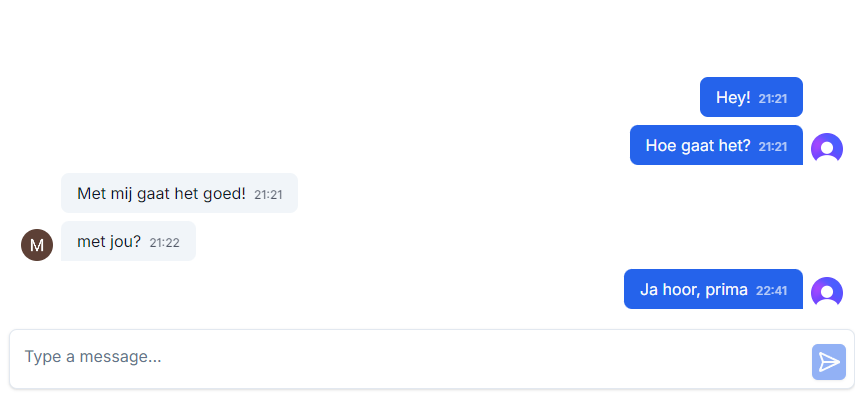 Hey! 21:21
Hoe gaat het? 21:21
Met mij gaat het goed! 21:21
M
met jou? 21:22
Ja hoor, prima 22:41
Type a message...